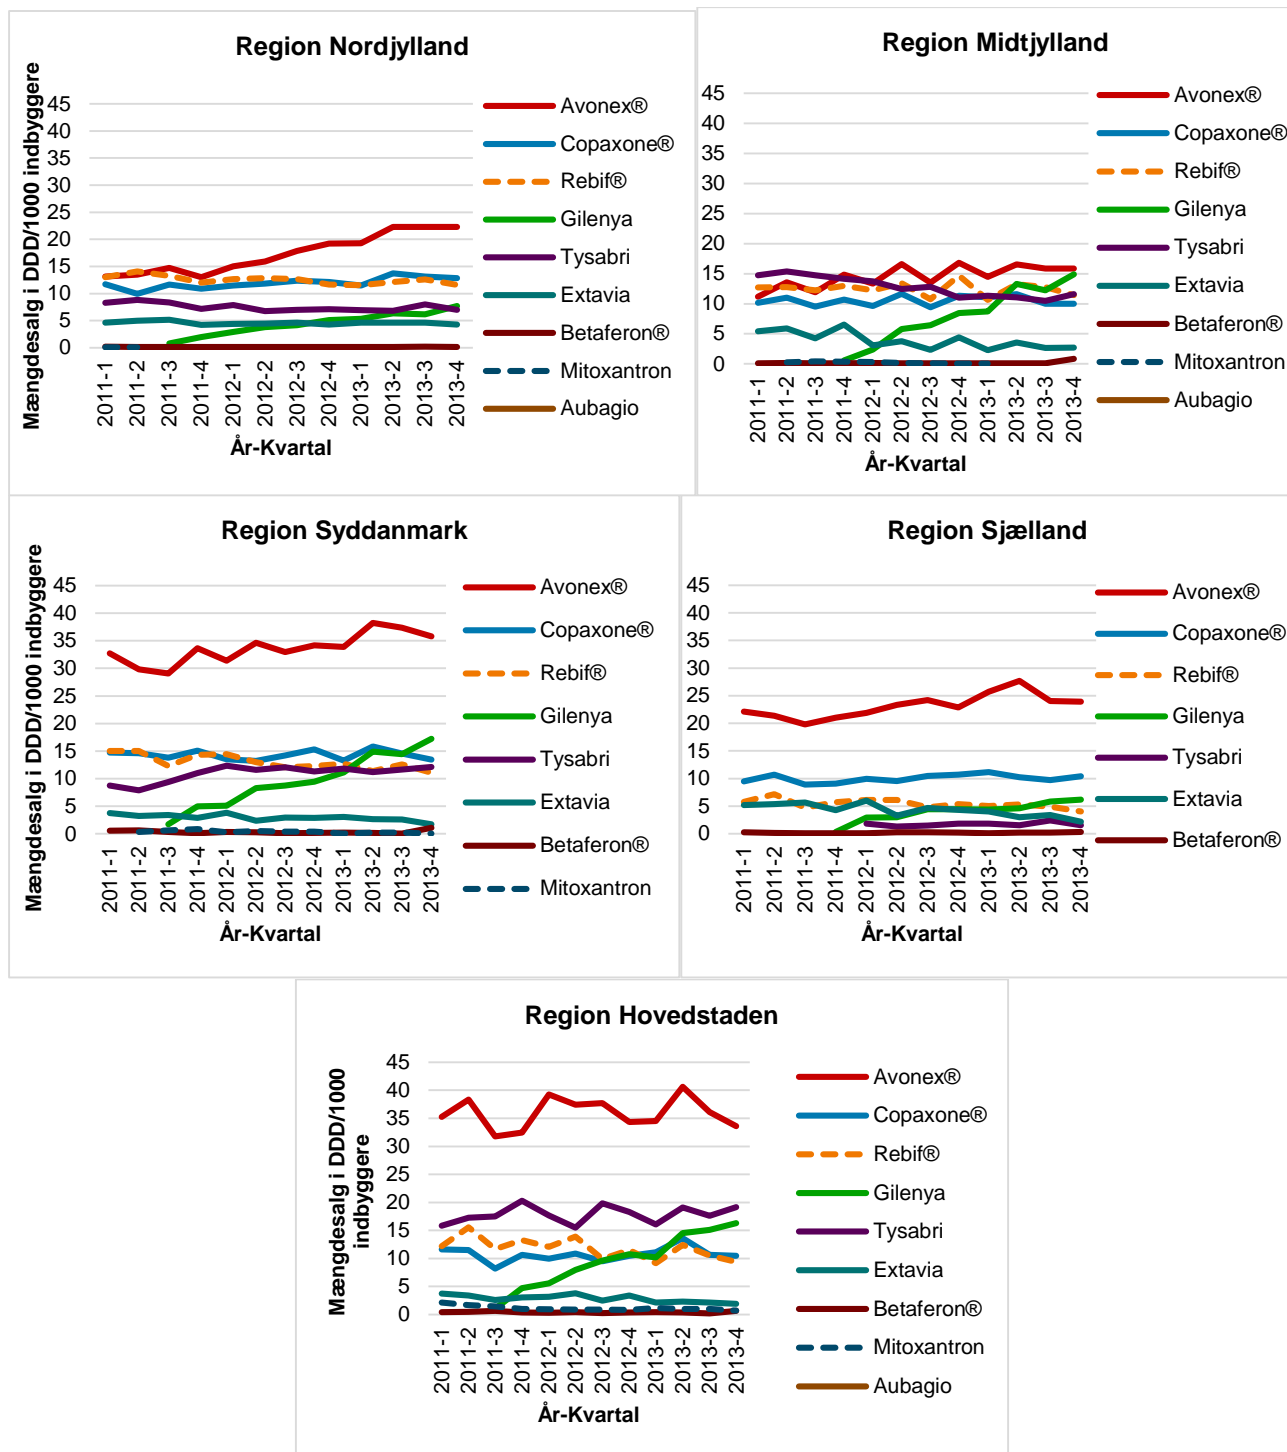 Region Nordjylland
Mængdesalg i DDD/1000 indbyggere
45
40
35
30
25
20
15
10
5
0
2011-1
2011-2
2011-3
2011-4
2012-1
2012-2
2012-3
2012-4
2013-1
2013-2
2013-3
2013-4
År-Kvartal
Avonex®
Copaxone®
Rebif®
Gilenya
Tysabri
Extavia
Betaferon®
Mitoxantron
Aubagio
Region Midtjylland
45
40
35
30
25
20
15
10
5
0
2011-1
2011-2
2011-3
2011-4
2012-1
2012-2
2012-3
2012-4
2013-1
2013-2
2013-3
2013-4
År-Kvartal
Avonex®
Copaxone®
Rebif®
Gilenya
Tysabri
Extavia
Betaferon®
Mitoxantron
Aubagio
Region Syddanmark
Mængdesalg i DDD/1000 indbyggere
45
40
35
30
25
20
15
10
5
0
2011-1
2011-2
2011-3
2011-4
2012-1
2012-2
2012-3
2012-4
2013-1
2013-2
2013-3
2013-4
År-Kvartal
Avonex®
Copaxone®
Rebif®
Gilenya
Tysabri
Extavia
Betaferon®
Mitoxantron
Region Sjælland
45
40
35
30
25
20
15
10
5
0
2011-1
2011-2
2011-3
2011-4
2012-1
2012-2
2012-3
2012-4
2013-1
2013-2
2013-3
2013-4
År-Kvartal
Avonex®
Copaxone®
Rebif®
Gilenya
Tysabri
Extavia
Betaferon®
Region Hovedstaden
Mængdesalg i DDD/1000
indbyggere
45
40
35
30
25
20
15
10
5
0
2011-1
2011-2
2011-3
2011-4
2012-1
2012-2
2012-3
2012-4
2013-1
2013-2
2013-3
2013-4
År-Kvartal
Avonex®
Copaxone®
Rebif®
Gilenya
Tysabri
Extavia
Betaferon®
Mitoxantron
Aubagio